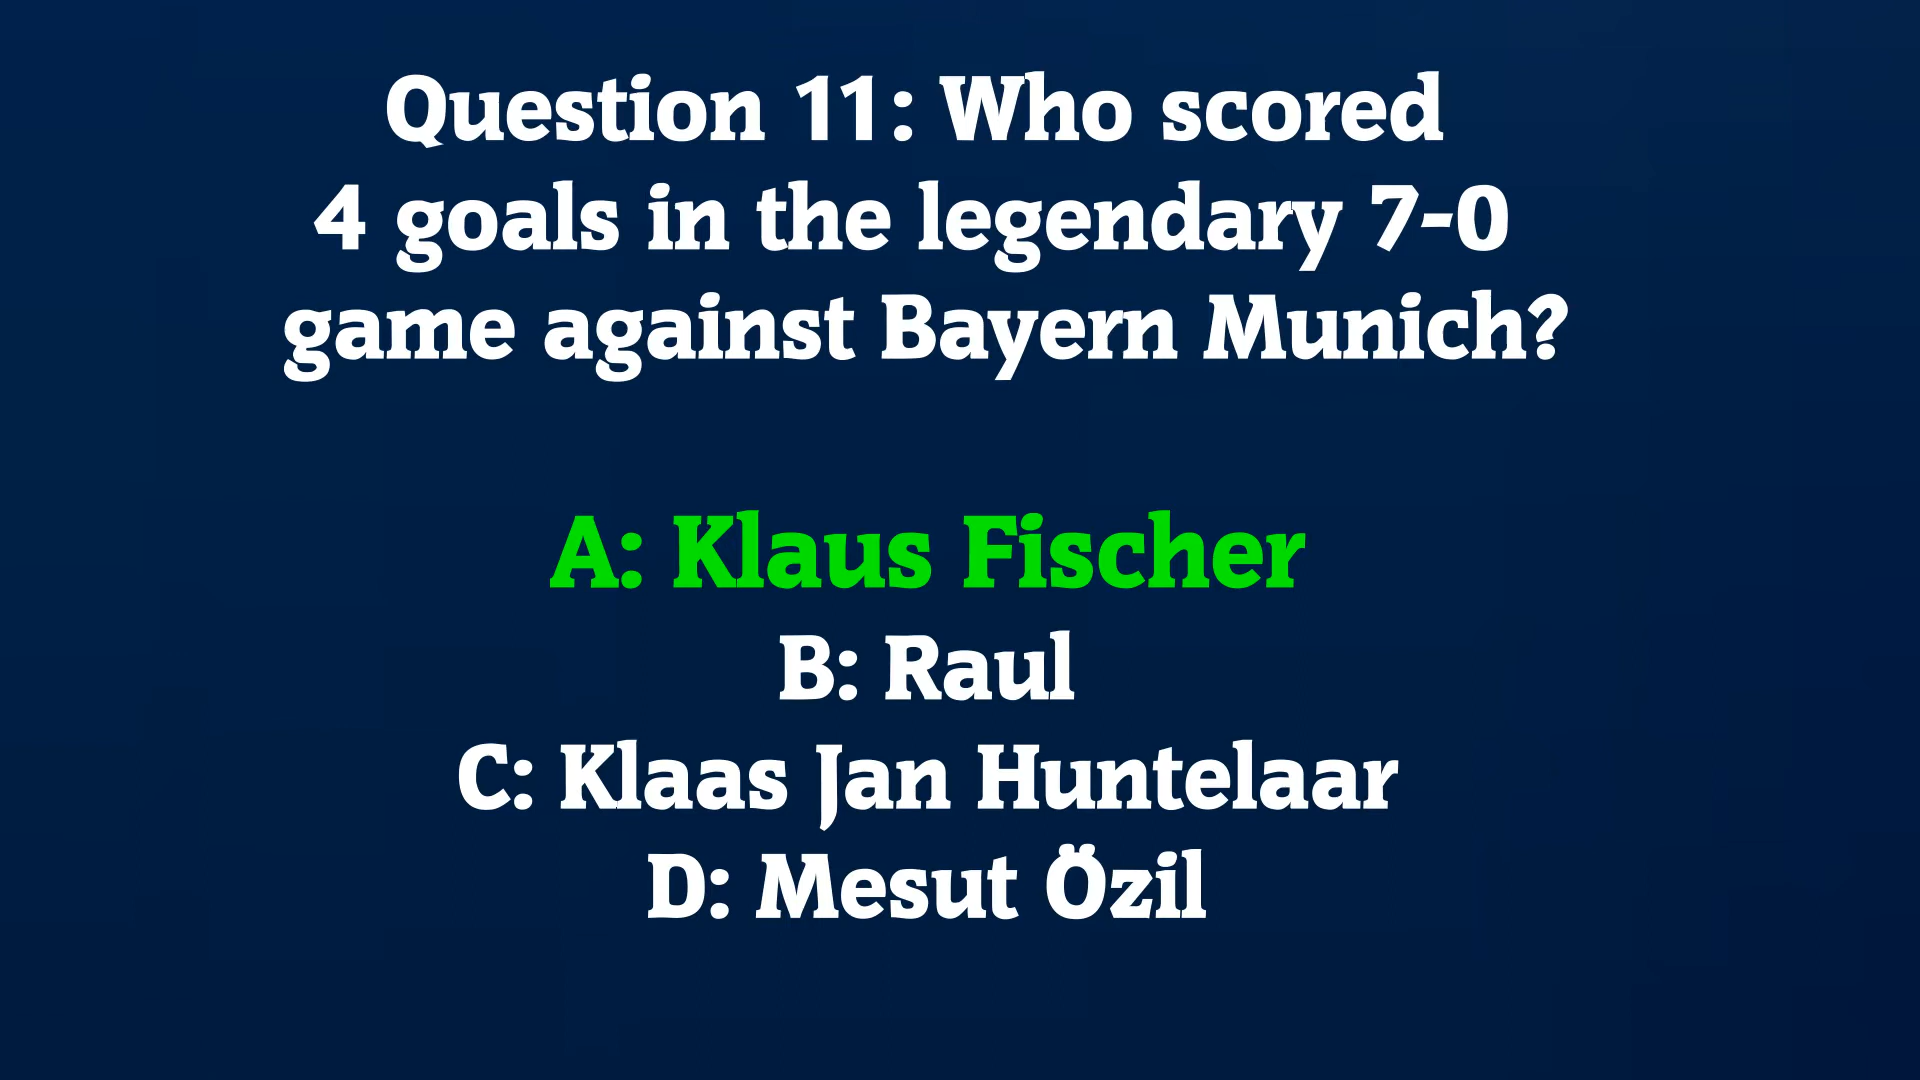 Question 11: Who scored
4 goals in the legendary 7-0
game against Bayern Munich?
A: Klaus Fischer
B: Raul
C: Klaas Jan Huntelaar
D: Mesut Özil